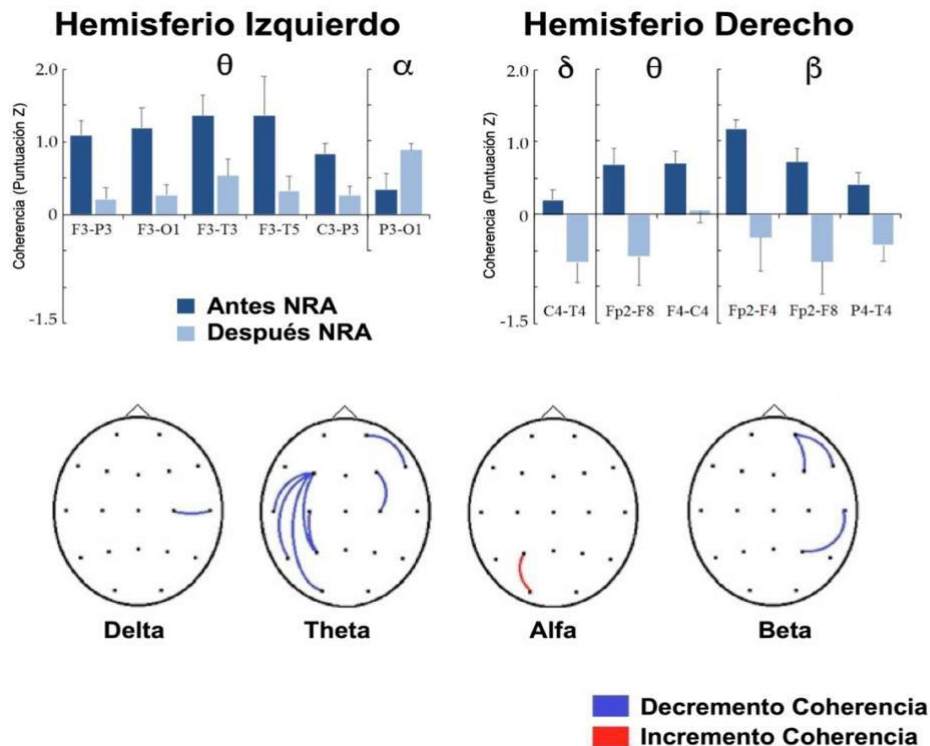 Hemisferio Izquierdo
Hemisferio Derecho
θ
α
δ
θ
β
Coherencia (Puntuación Z)
2.0
1.0
0
-1.5
F3-P3
F3-O1
F3-T3
F3-T5
C3-P3
P3-O1
Antes NRA
Después NRA
Coherencia (Puntuación Z)
2.0
1.0
0
-1.5
C4-T4
Fp2-F8
F4-C4
Fp2-F4
Fp2-F8
P4-T4
Delta
Theta
Alfa
Beta
Decremento Coherencia
Incremento Coherencia